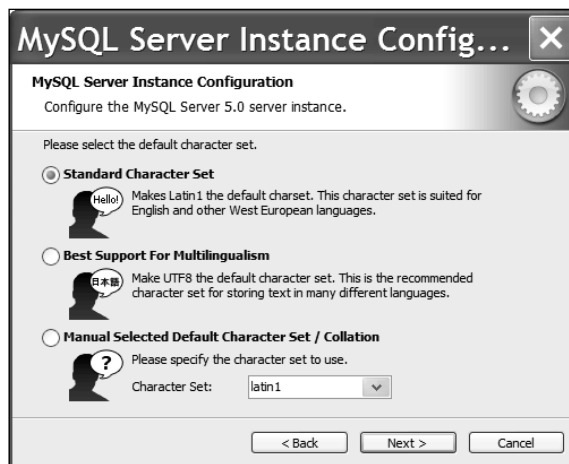 MySQL Server Instance Config...
MySQL Server Instance Configuration
Configure the MySQL Server 5.0 server instance.
Please select the default character set.
Standard Character Set
Hello!
Makes Latin1 the default charset. This character set is suited for
English and other West European languages.
Best Support For Multilingualism
日本語
Make UTF8 the default character set. This is the recommended
character set for storing text in many different languages.
Manual Selected Default Character Set / Collation
?
Please specify the character set to use.
Character Set: latin1
< Back Next > Cancel